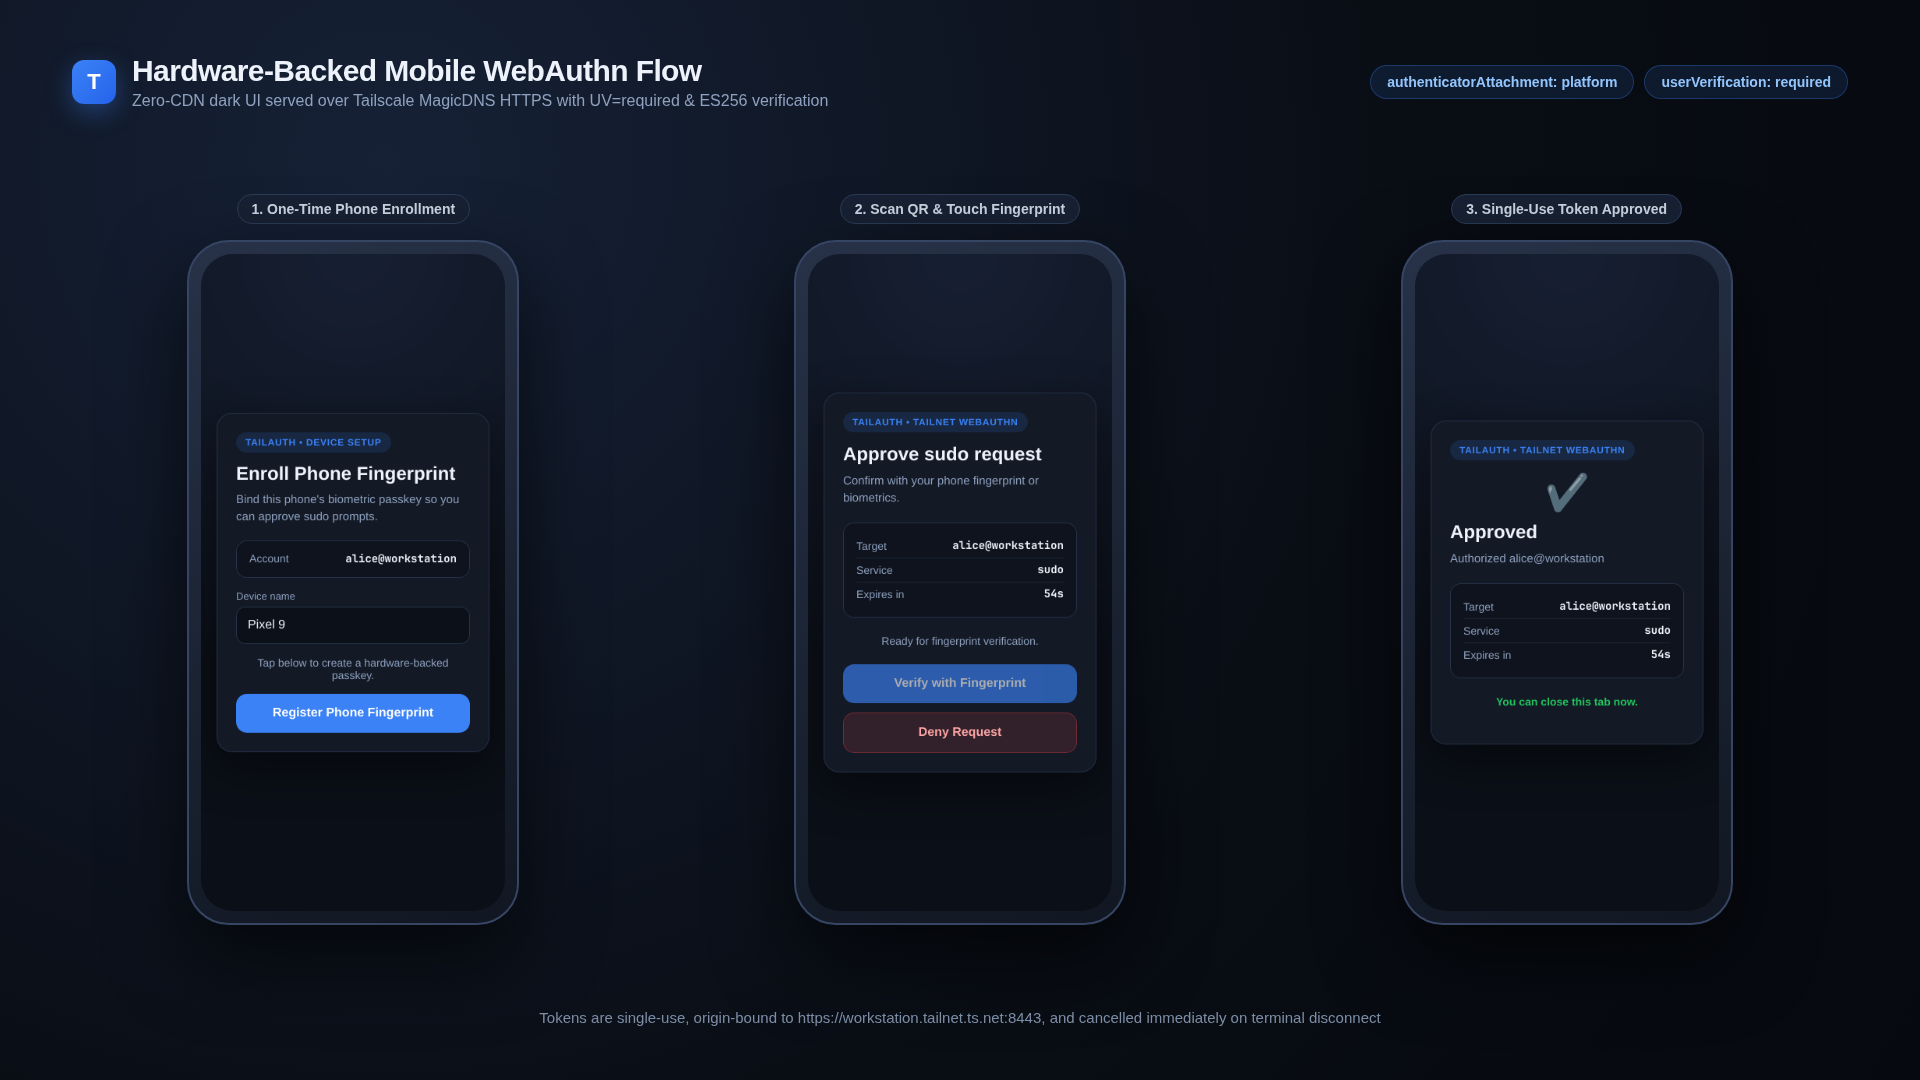 T
Hardware-Backed Mobile WebAuthn Flow
Zero-CDN dark UI served over Tailscale MagicDNS HTTPS with UV=required & ES256 verification
authenticatorAttachment: platform
userVerification: required
1. One-Time Phone Enrollment
TAILAUTH • DEVICE SETUP
Enroll Phone Fingerprint
Bind this phone's biometric passkey so you
can approve sudo prompts.
Account alice@workstation
Device name
Pixel 9
Tap below to create a hardware-backed
passkey.
Register Phone Fingerprint
2. Scan QR & Touch Fingerprint
TAILAUTH • TAILNET WEBAUTHN
Approve sudo request
Confirm with your phone fingerprint or
biometrics.
Target alice@workstation
Service sudo
Expires in 54s
Ready for fingerprint verification.
Verify with Fingerprint
Deny Request
3. Single-Use Token Approved
TAILAUTH • TAILNET WEBAUTHN
Approved
Authorized alice@workstation
Target alice@workstation
Service sudo
Expires in 54s
You can close this tab now.
Tokens are single-use, origin-bound to https://workstation.tailnet.ts.net:8443, and cancelled immediately on terminal disconnect